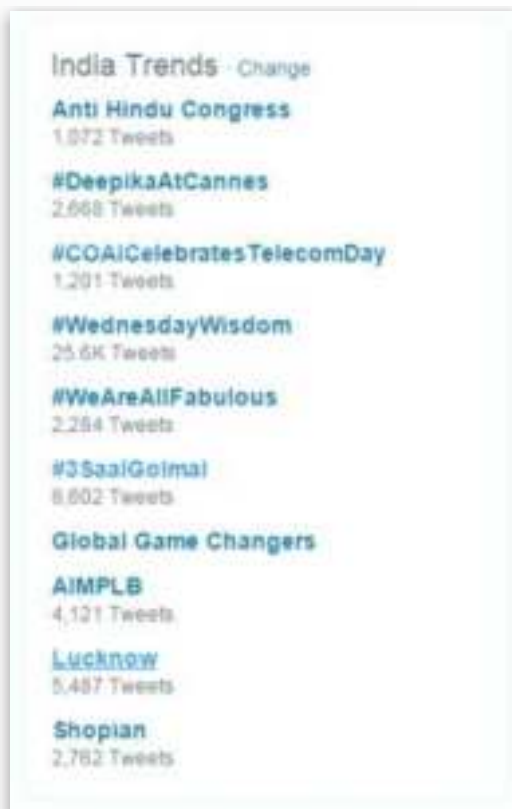 India Trends · Change
Anti Hindu Congress
1,072 Tweets
#DeepikaAtCannes
2,668 Tweets
#COAICelebratesTelecomDay
1,201 Tweets
#WednesdayWisdom
25.6K Tweets
#WeAreAllFabulous
2,284 Tweets
#3SaalGolmal
6,602 Tweets
Global Game Changers
AIMPLB
4,121 Tweets
Lucknow
5,487 Tweets
Shopian
2,762 Tweets